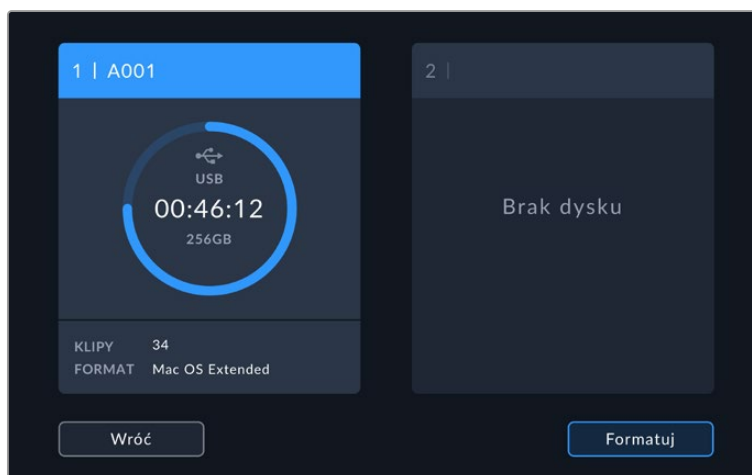 1 | A001
USB
00:46:12
256GB
KLIPY 34
FORMAT Mac OS Extended
2 |
Brak dysku
Wróć
Formatuj